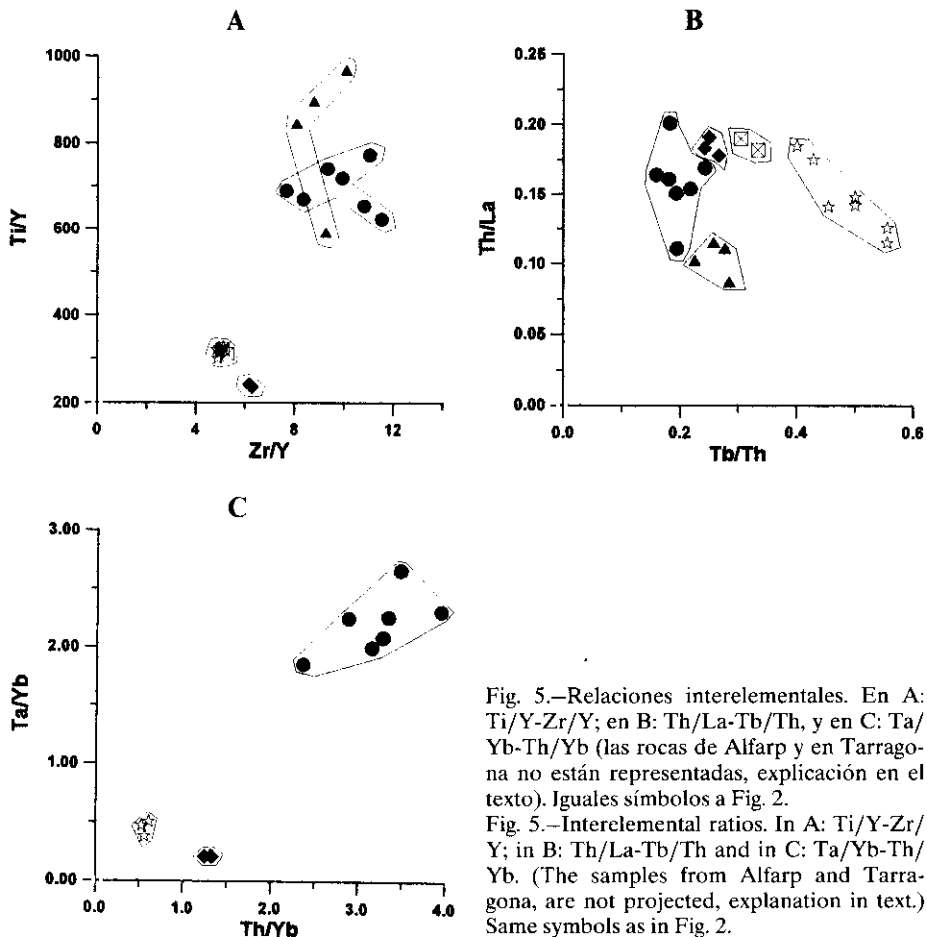 A
1000
800
600
400
200
Ti/Y
0
4
8
12
Zr/Y
B
0.25
0.20
0.15
0.10
0.05
0.00
Th/La
0.0
0.2
0.4
0.6
Tb/Th
C
3.00
2.00
1.00
0.00
Ta/Yb
0.0
1.0
2.0
3.0
4.0
Th/Yb
Fig. 5.—Relaciones interelementales. En A:
Ti/Y-Zr/Y; en B: Th/La-Tb/Th, y en C: Ta/
Yb-Th/Yb (las rocas de Alfarp y en Tarrago-
na no están representadas, explicación en el
texto). Iguales símbolos a Fig. 2.
Fig. 5.—Interelemental ratios. In A: Ti/Y-Zr/
Y; in B: Th/La-Tb/Th and in C: Ta/Yb-Th/
Yb. (The samples from Alfarp and Tarra-
gona, are not projected, explanation in text.)
Same symbols as in Fig. 2.